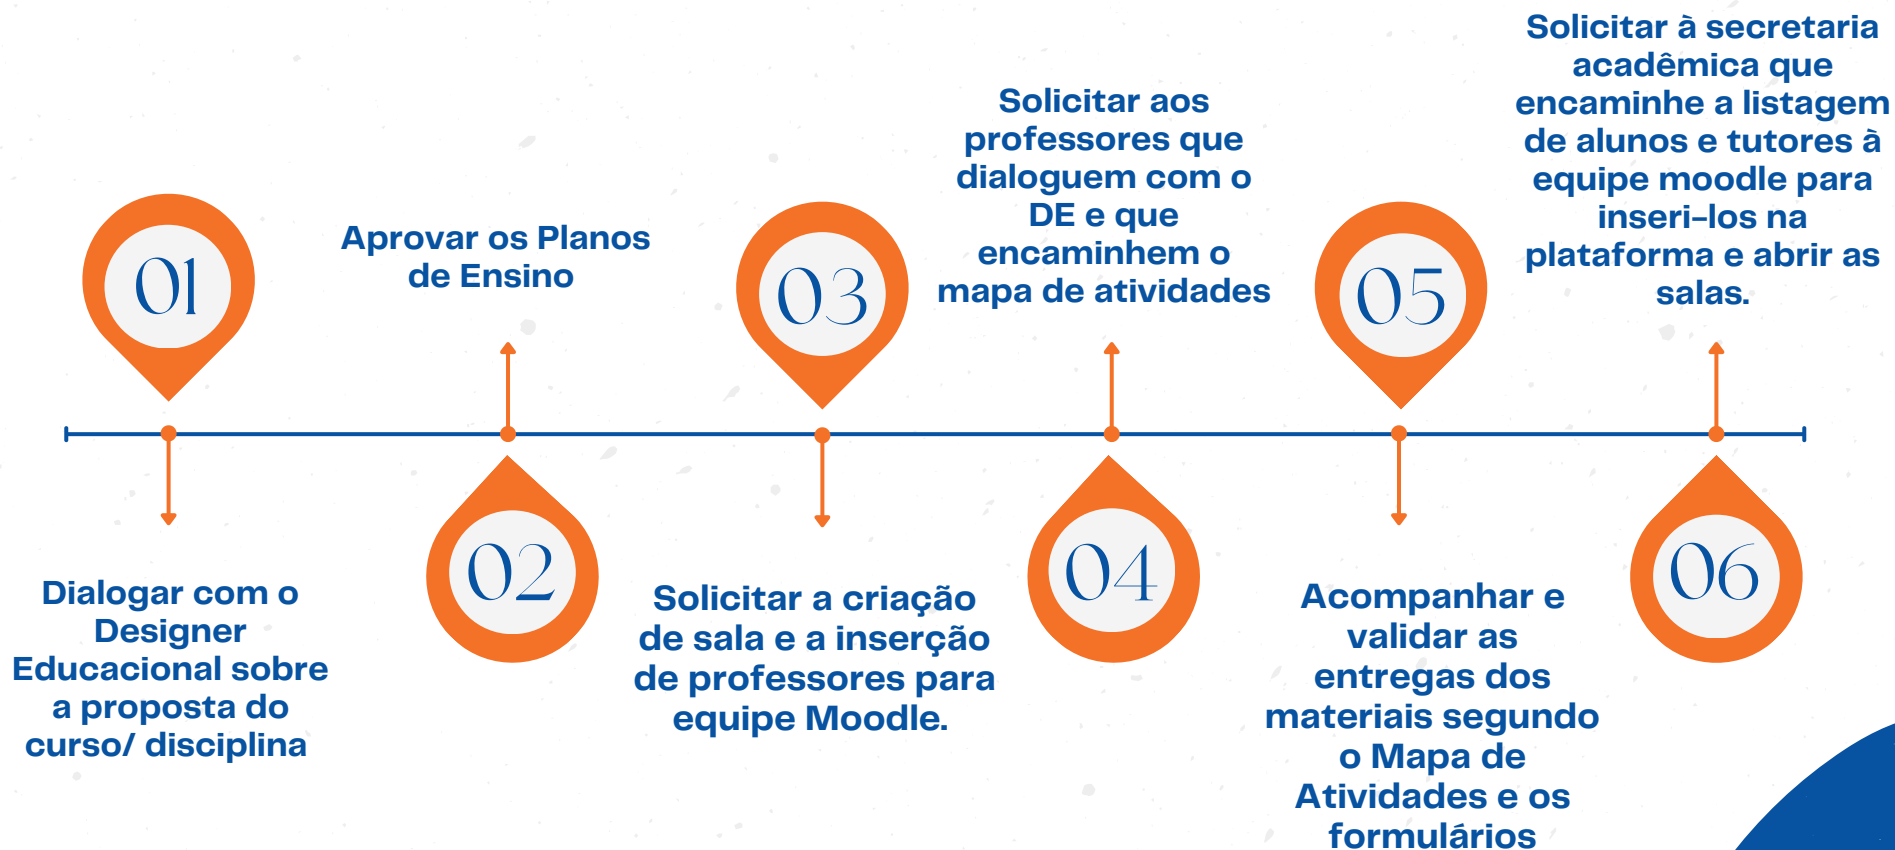 01
Dialogar com o
Designer
Educacional sobre
a proposta do
curso/ disciplina
Aprovar os Planos
de Ensino
02
03
Solicitar a criação
de sala e a inserção
de professores para
equipe Moodle.
Solicitar aos
professores que
dialoguem com o
DE e que
encaminhem o
mapa de atividades
04
05
Acompanhar e
validar as
entregas dos
materiais segundo
o Mapa de
Atividades e os
formulários
Solicitar à secretaria
acadêmica que
encaminhe a listagem
de alunos e tutores à
equipe moodle para
inseri-los na
plataforma e abrir as
salas.
06